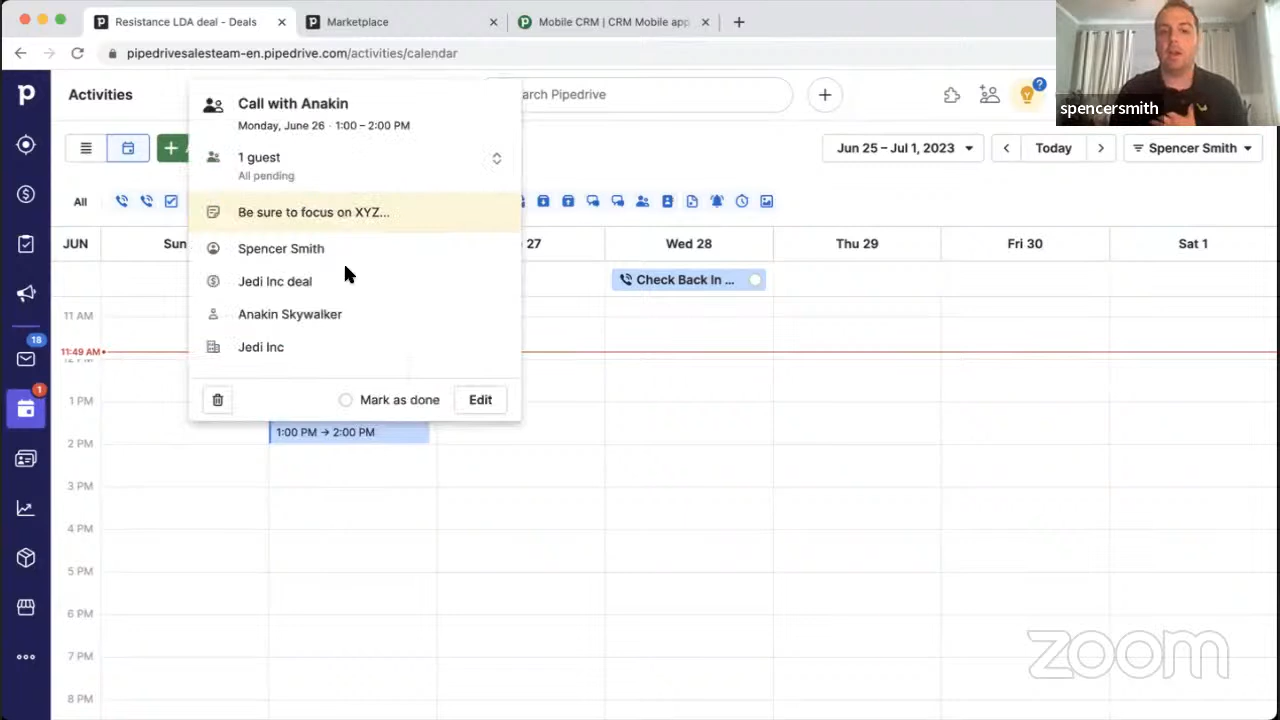 Resistance LDA deal - Deals
Marketplace
Mobile CRM | CRM Mobile app
pipedrivesalesteam-en.pipedrive.com/activities/calendar
spencersmith
Activities
arch Pipedrive
?
Call with Anakin
Monday, June 26 · 1:00 – 2:00 PM
1 guest
All pending
Be sure to focus on XYZ...
Spencer Smith
Jedi Inc deal
Anakin Skywalker
Jedi Inc
Mark as done
Edit
Jun 25 – Jul 1, 2023
Today
Spencer Smith
All
JUN
Sun
27
Wed 28
Thu 29
Fri 30
Sat 1
Check Back In ...
11 AM
11:49 AM
12 PM
1 PM
1:00 PM → 2:00 PM
2 PM
3 PM
4 PM
5 PM
6 PM
7 PM
8 PM
18
1
zoom